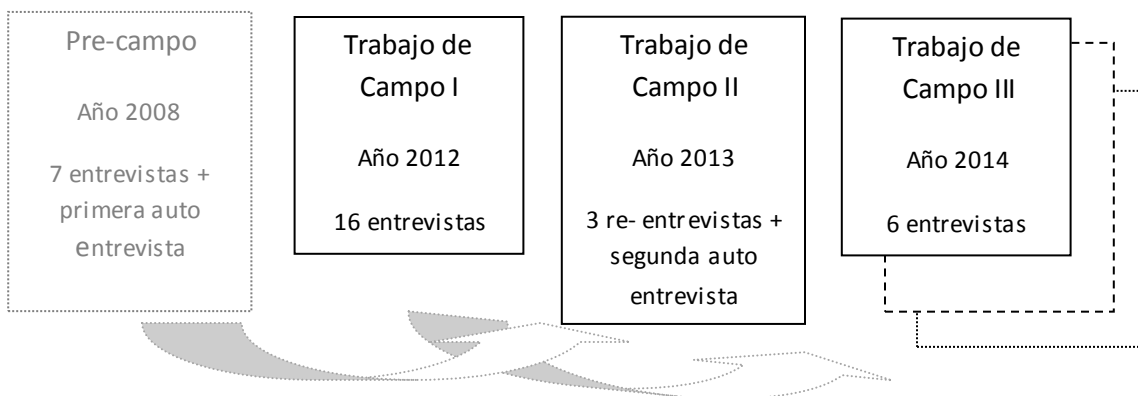 Pre-campo
Año 2008
7 entrevistas +
primera auto
entrevista
Trabajo de
Campo I
Año 2012
16 entrevistas
Trabajo de
Campo II
Año 2013
3 re- entrevistas +
segunda auto
entrevista
Trabajo de
Campo III
Año 2014
6 entrevistas